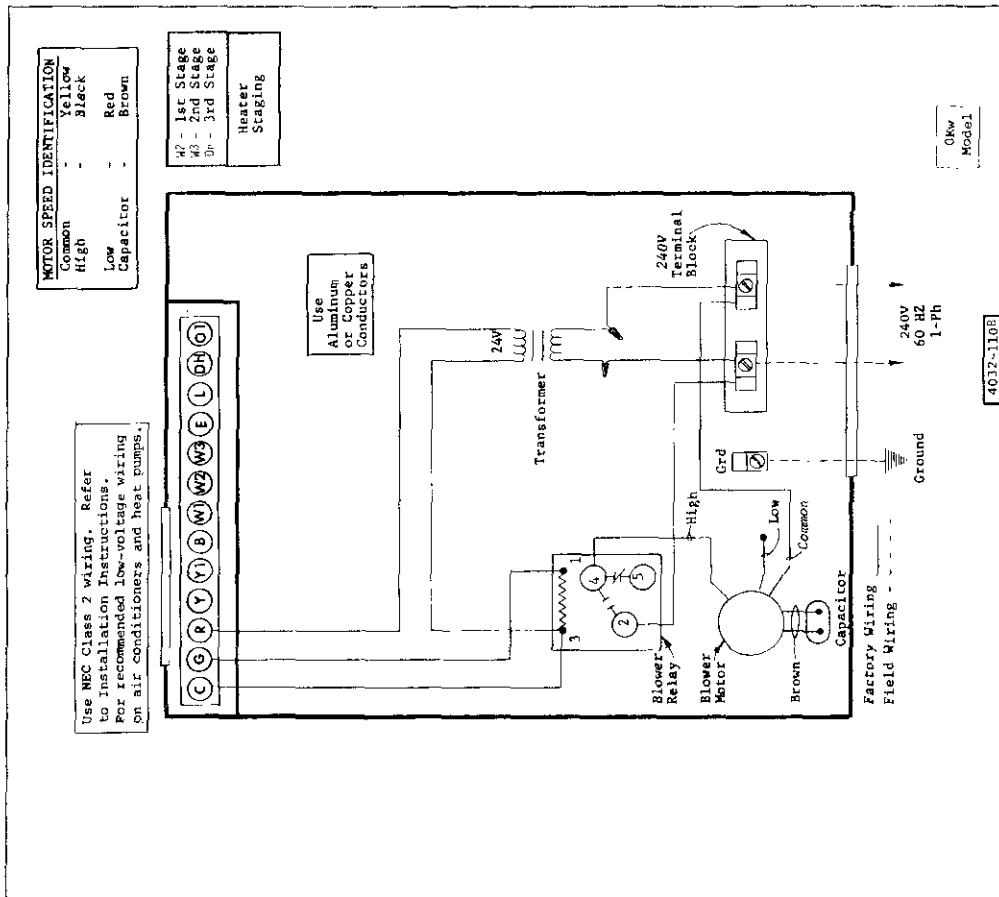 MOTOR SPEED IDENTIFICATION
Common - Yellow
High - Black
Low - Red
Capacitor - Brown
W2 - 1st Stage
W3 - 2nd Stage
Dr - 3rd Stage
Heater
Staging
Use NEC Class 2 wiring. Refer
to Installation Instructions.
For recommended low-voltage wiring
on air conditioners and heat pumps.
C G R Y Y1 B W1 W2 W3 E L DH O1
Use
Aluminum
or Copper
Conductors
24V
Transformer
240V
Terminal
Block
Grd
3 1
4
5
2
Blower
Relay
High
Low
Common
Blower
Motor
Brown
Capacitor
Ground
240V
60 HZ
1-Ph
Factory Wiring
Field Wiring
0Kw
Model
4032-110B